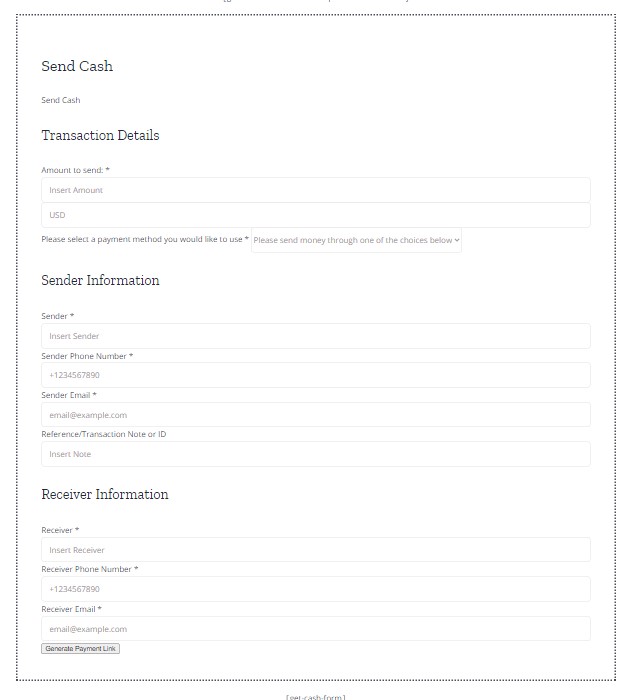 Send Cash
Send Cash
Transaction Details
Amount to send: *
Insert Amount
USD
Please select a payment method you would like to use * Please send money through one of the choices below
Sender Information
Sender *
Insert Sender
Sender Phone Number *
+1234567890
Sender Email *
email@example.com
Reference/Transaction Note or ID
Insert Note
Receiver Information
Receiver *
Insert Receiver
Receiver Phone Number *
+1234567890
Receiver Email *
email@example.com
Generate Payment Link
[get-cash-form]